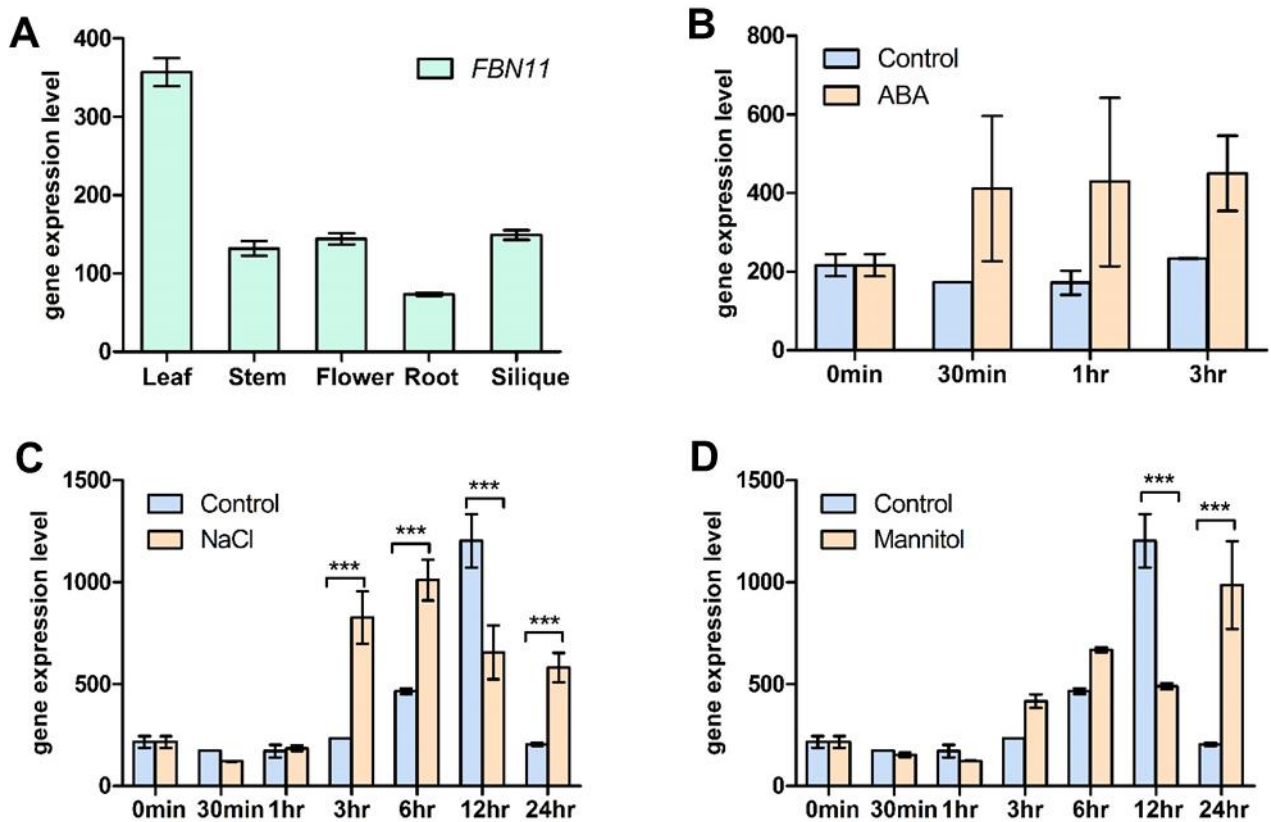 A
gene expression level
400
300
200
100
0
FBN11
Leaf Stem Flower Root Silique
B
gene expression level
800
600
400
200
0
Control
ABA
0min 30min 1hr 3hr
C
gene expression level
1500
1000
500
0
Control
NaCl
***
***
***
***
0min 30min 1hr 3hr 6hr 12hr 24hr
D
gene expression level
1500
1000
500
0
Control
Mannitol
***
***
0min 30min 1hr 3hr 6hr 12hr 24hr